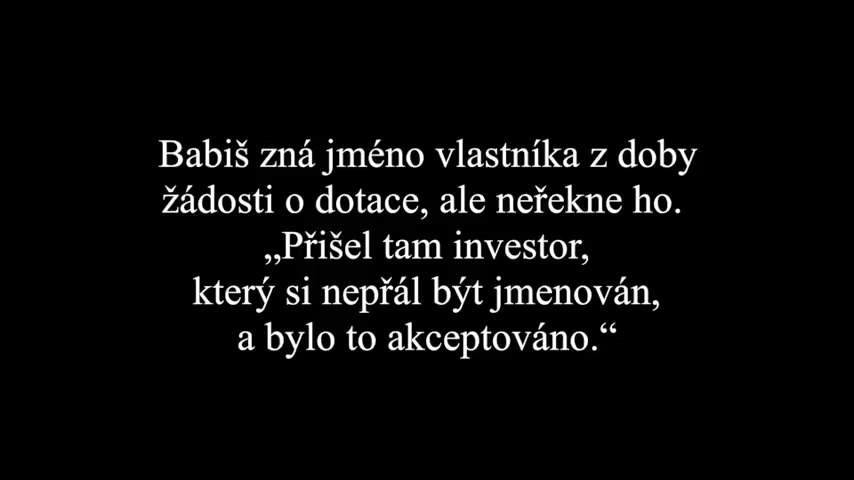 Babiš zná jméno vlastníka z doby
žádosti o dotace, ale neřekne ho.
„Přišel tam investor,
který si nepřál být jmenován,
a bylo to akceptováno.“